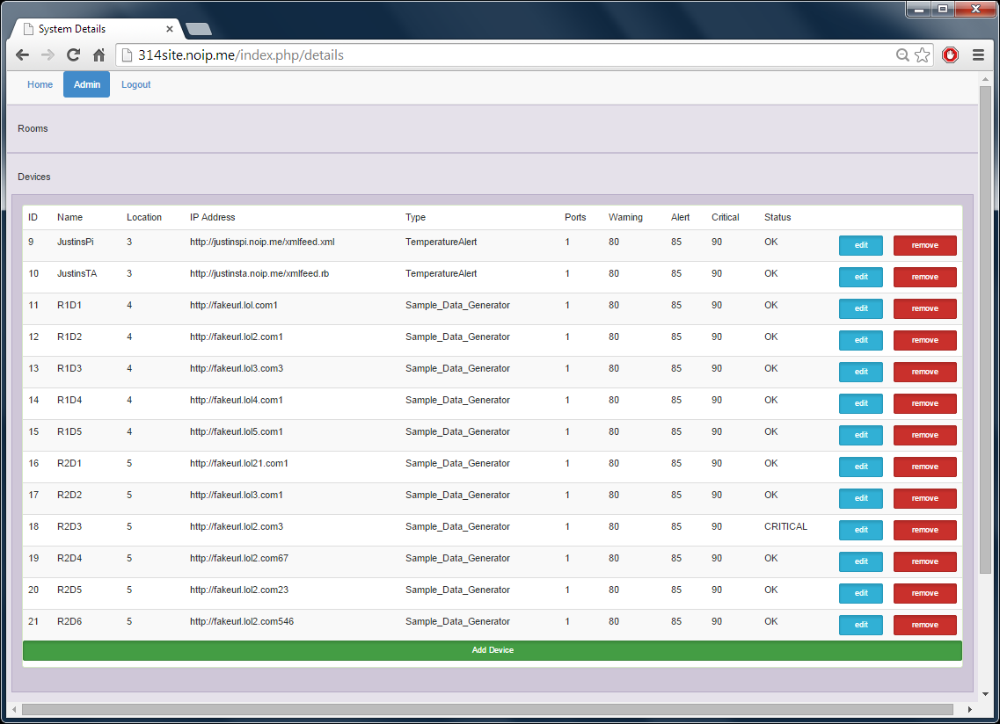 System Details
314site.noip.me/index.php/details
Home Admin Logout
Rooms
Devices
ID Name Location IP Address Type Ports Warning Alert Critical Status
9 JustinsPi 3 http://justinspi.noip.me/xmlfeed.xml TemperatureAlert 1 80 85 90 OK edit remove
10 JustinsTA 3 http://justinsta.noip.me/xmlfeed.rb TemperatureAlert 1 80 85 90 OK edit remove
11 R1D1 4 http://fakeurl.lol.com1 Sample_Data_Generator 1 80 85 90 OK edit remove
12 R1D2 4 http://fakeurl.lol2.com1 Sample_Data_Generator 1 80 85 90 OK edit remove
13 R1D3 4 http://fakeurl.lol3.com3 Sample_Data_Generator 1 80 85 90 OK edit remove
14 R1D4 4 http://fakeurl.lol4.com1 Sample_Data_Generator 1 80 85 90 OK edit remove
15 R1D5 4 http://fakeurl.lol5.com1 Sample_Data_Generator 1 80 85 90 OK edit remove
16 R2D1 5 http://fakeurl.lol21.com1 Sample_Data_Generator 1 80 85 90 OK edit remove
17 R2D2 5 http://fakeurl.lol3.com1 Sample_Data_Generator 1 80 85 90 OK edit remove
18 R2D3 5 http://fakeurl.lol2.com3 Sample_Data_Generator 1 80 85 90 CRITICAL edit remove
19 R2D4 5 http://fakeurl.lol2.com67 Sample_Data_Generator 1 80 85 90 OK edit remove
20 R2D5 5 http://fakeurl.lol2.com23 Sample_Data_Generator 1 80 85 90 OK edit remove
21 R2D6 5 http://fakeurl.lol2.com546 Sample_Data_Generator 1 80 85 90 OK edit remove
Add Device